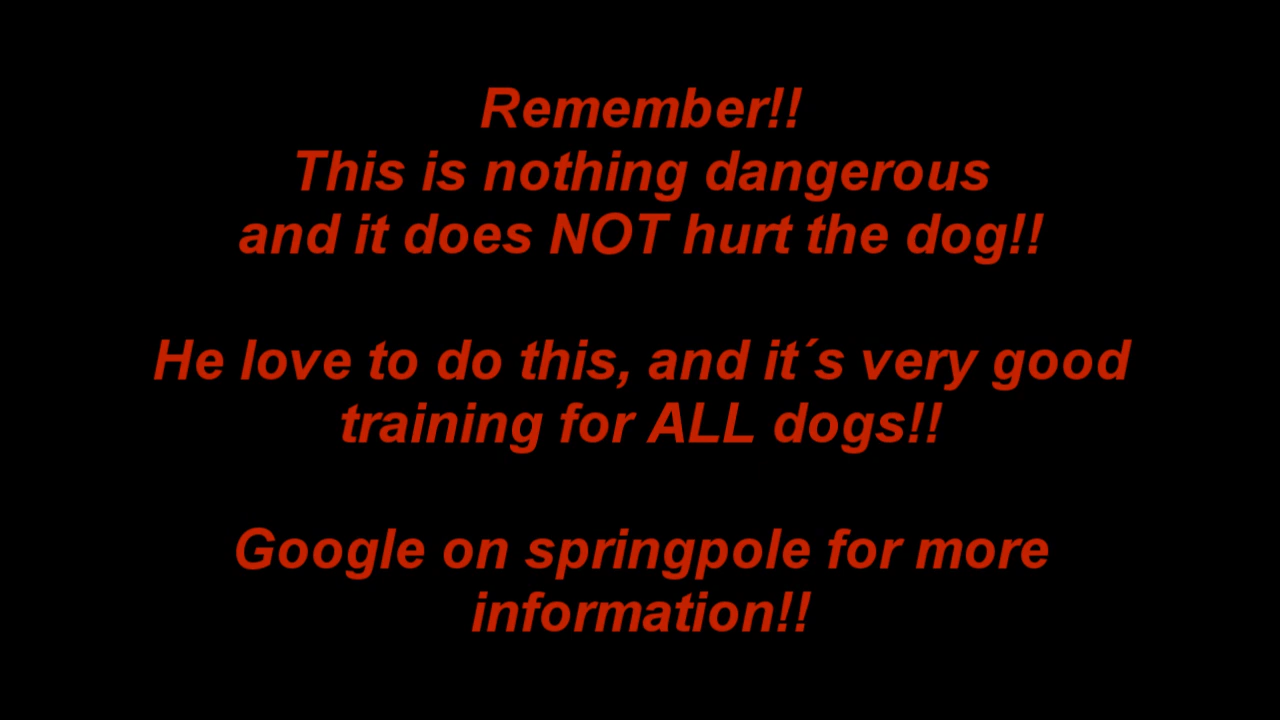 Remember!!
This is nothing dangerous
and it does NOT hurt the dog!!
He love to do this, and it´s very good
training for ALL dogs!!
Google on springpole for more
information!!